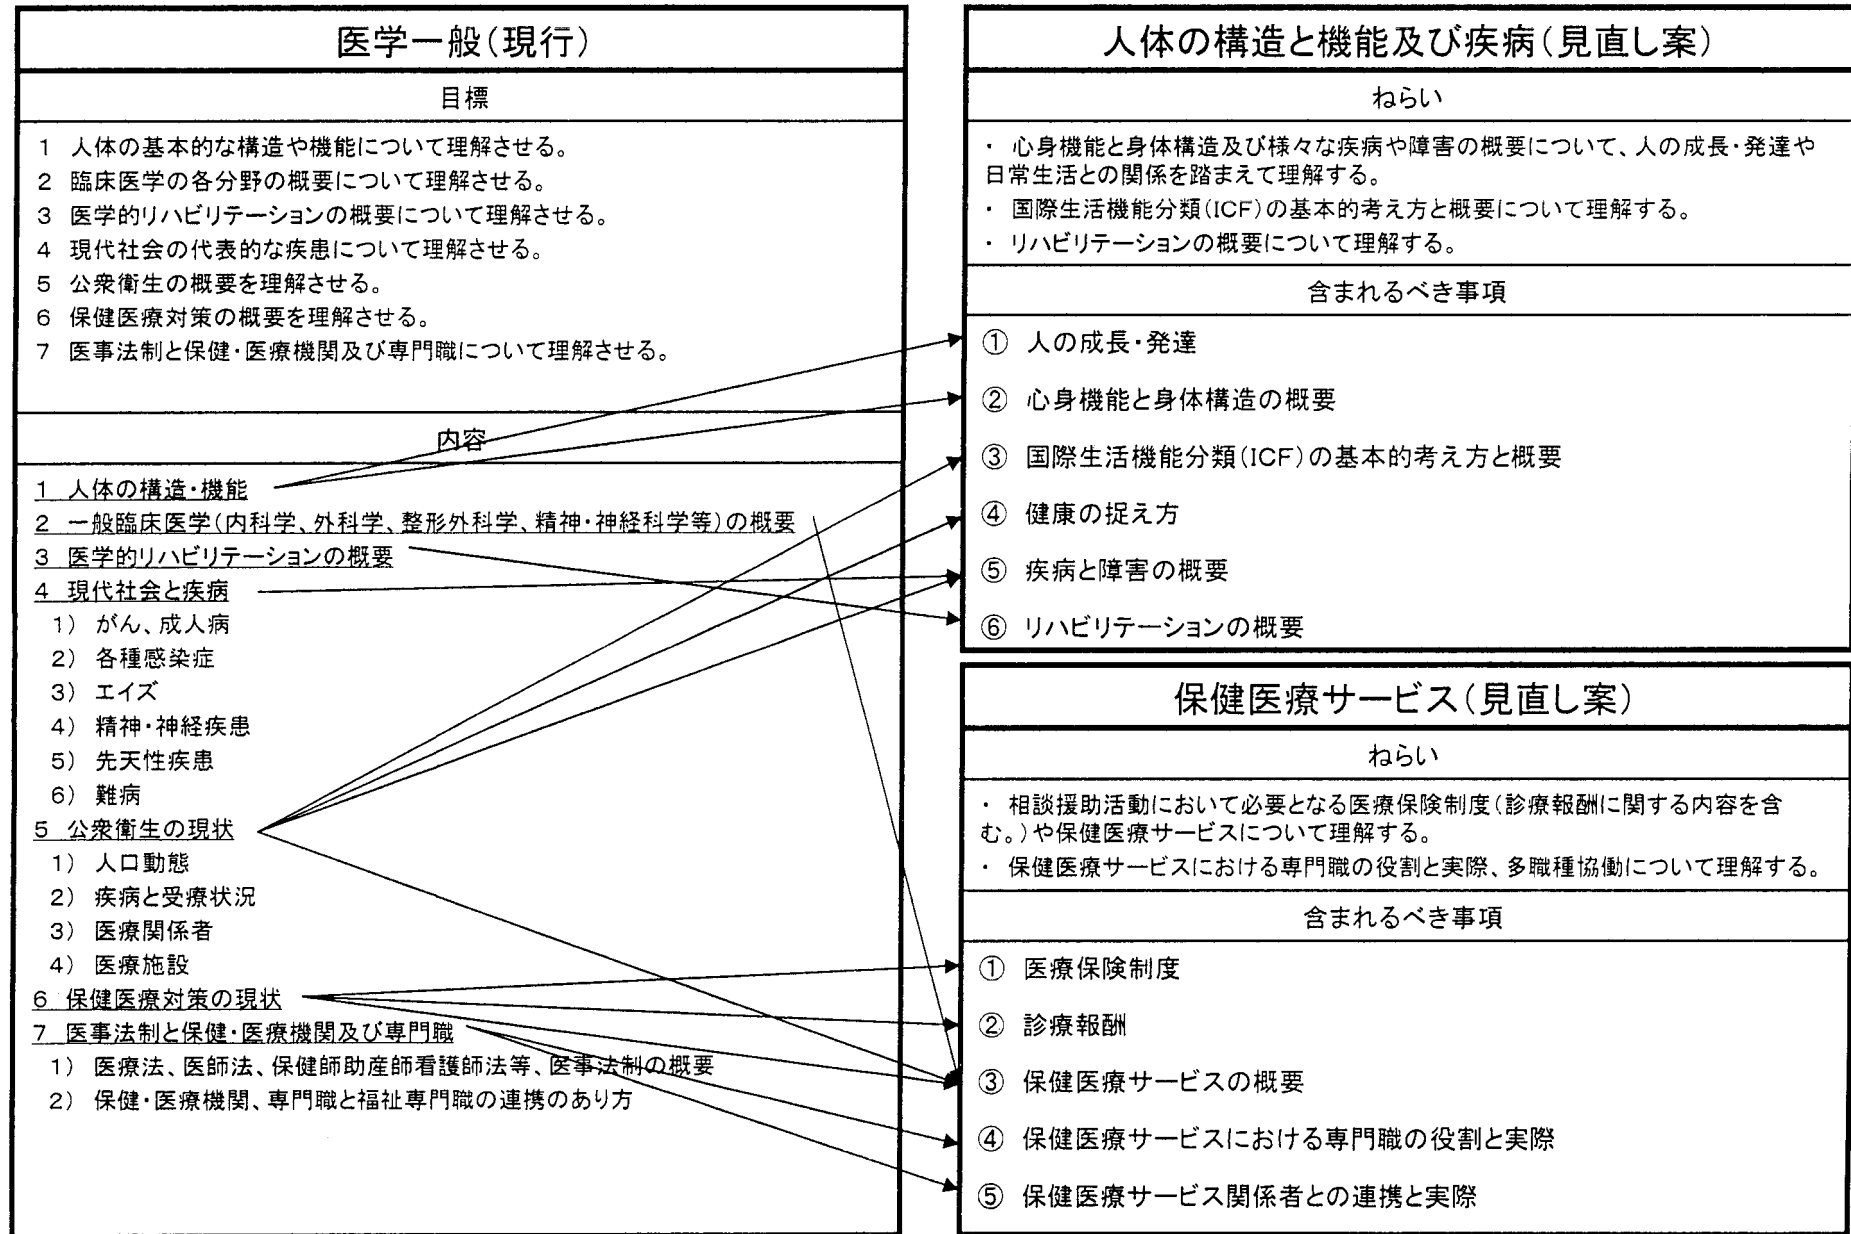 医学一般(現行)
目標
1 人体の基本的な構造や機能について理解させる。
2 臨床医学の各分野の概要について理解させる。
3 医学的リハビリテーションの概要について理解させる。
4 現代社会の代表的な疾患について理解させる。
5 公衆衛生の概要を理解させる。
6 保健医療対策の概要を理解させる。
7 医事法制と保健・医療機関及び専門職について理解させる。
内容
1 人体の構造・機能
2 一般臨床医学(内科学、外科学、整形外科学、精神・神経科学等)の概要
3 医学的リハビリテーションの概要
4 現代社会と疾病
1) がん、成人病
2) 各種感染症
3) エイズ
4) 精神・神経疾患
5) 先天性疾患
6) 難病
5 公衆衛生の現状
1) 人口動態
2) 疾病と受療状況
3) 医療関係者
4) 医療施設
6 保健医療対策の現状
7 医事法制と保健・医療機関及び専門職
1) 医療法、医師法、保健師助産師看護師法等、医事法制の概要
2) 保健・医療機関、専門職と福祉専門職の連携のあり方
人体の構造と機能及び疾病(見直し案)
ねらい
・ 心身機能と身体構造及び様々な疾病や障害の概要について、人の成長・発達や
日常生活との関係を踏まえて理解する。
・ 国際生活機能分類(ICF)の基本的考え方と概要について理解する。
・ リハビリテーションの概要について理解する。
含まれるべき事項
① 人の成長・発達
② 心身機能と身体構造の概要
③ 国際生活機能分類(ICF)の基本的考え方と概要
④ 健康の捉え方
⑤ 疾病と障害の概要
⑥ リハビリテーションの概要
保健医療サービス(見直し案)
ねらい
・ 相談援助活動において必要となる医療保険制度(診療報酬に関する内容を含
む。)や保健医療サービスについて理解する。
・ 保健医療サービスにおける専門職の役割と実際、多職種協働について理解する。
含まれるべき事項
① 医療保険制度
② 診療報酬
③ 保健医療サービスの概要
④ 保健医療サービスにおける専門職の役割と実際
⑤ 保健医療サービス関係者との連携と実際